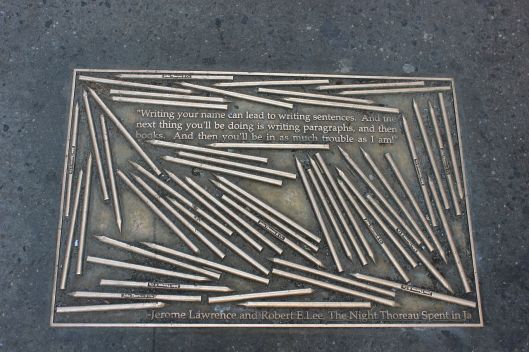 "Writing your name can lead to writing sentences. And the
next thing you'll be doing is writing paragraphs, and then
books. And then you'll be in as much trouble as I am!"
-Jerome Lawrence and Robert E.Lee, The Night Thoreau Spent in Ja